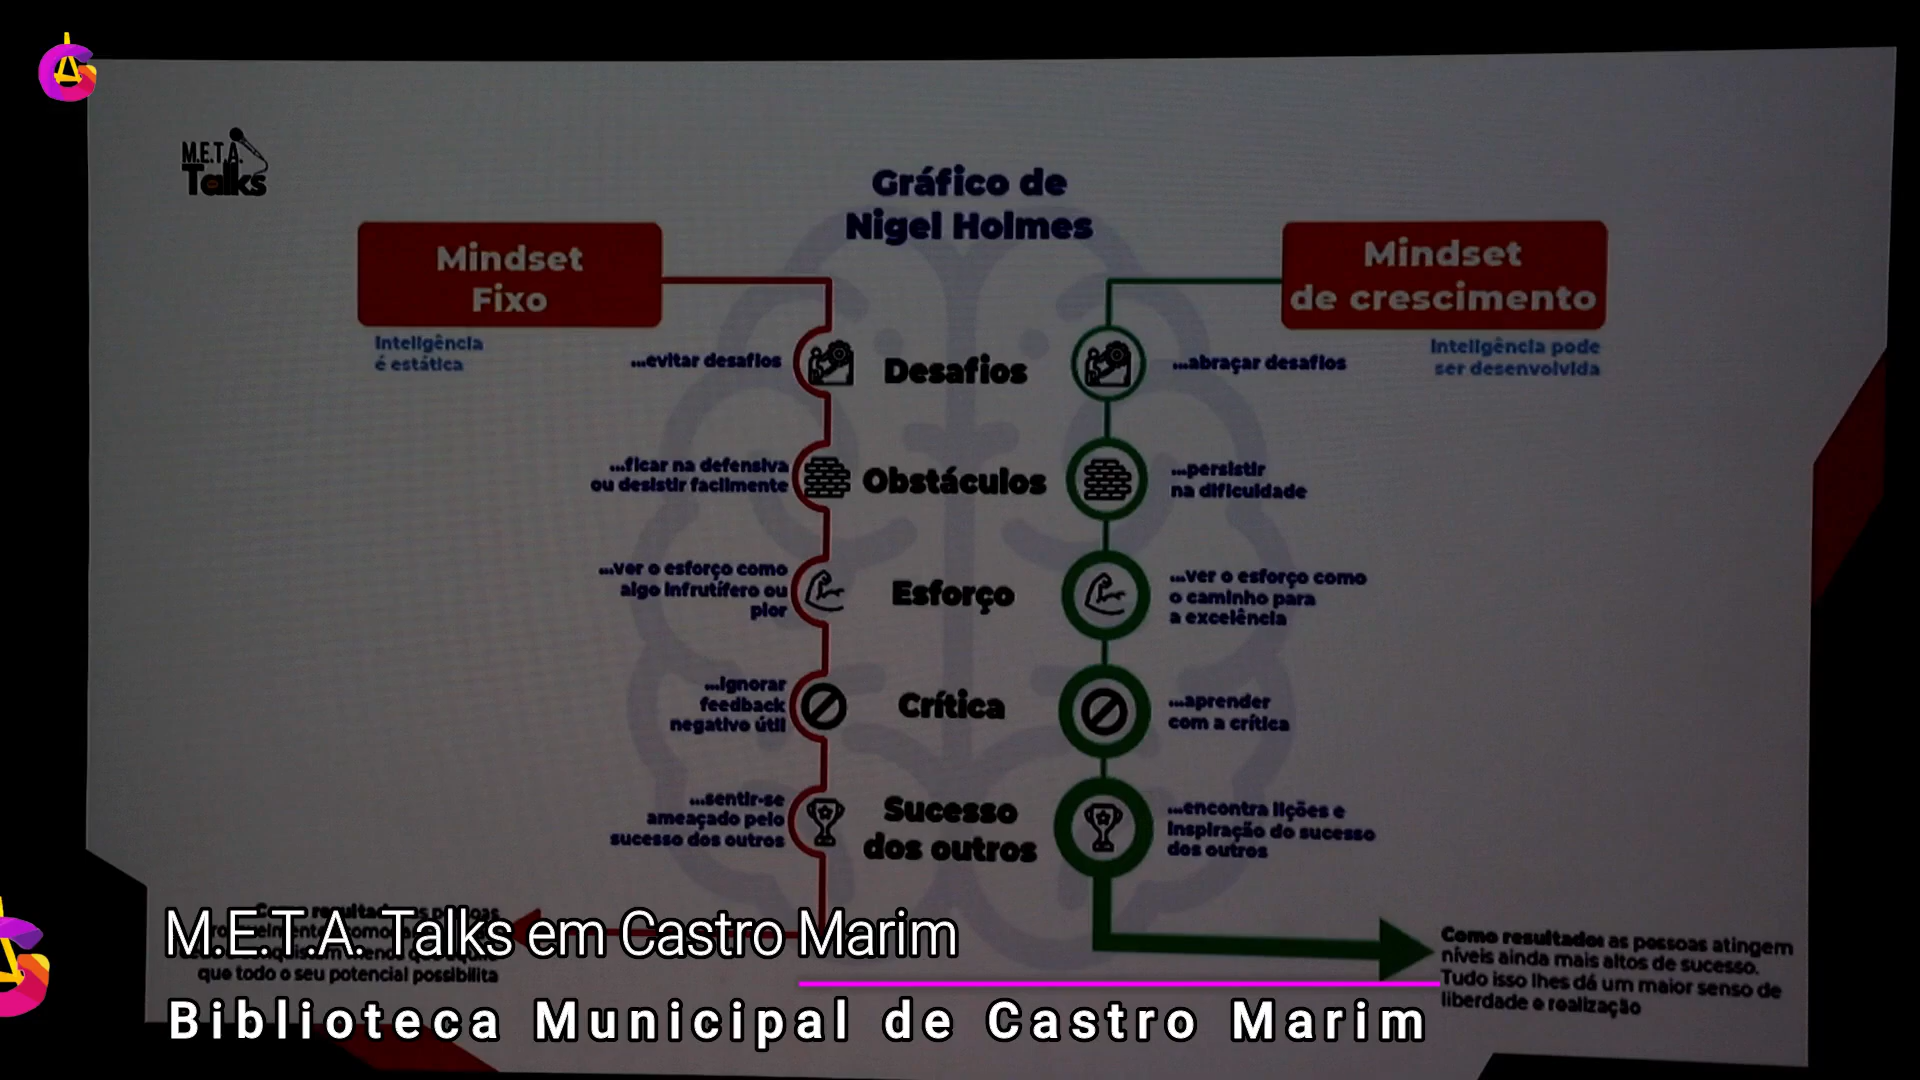 M.E.T.A.
Talks
Gráfico de
Nigel Holmes
Mindset
Fixo
Inteligência
é estática
Mindset
de crescimento
Inteligência pode
ser desenvolvida
...evitar desafios
Desafios
...abraçar desafios
...ficar na defensiva
ou desistir facilmente
Obstáculos
...persistir
na dificuldade
...ver o esforço como
algo infrutífero ou
pior
Esforço
...ver o esforço como
o caminho para
a excelência
...ignorar
feedback
negativo útil
Crítica
...aprender
com a crítica
...sentir-se
ameaçado pelo
sucesso dos outros
Sucesso
dos outros
...encontra lições e
inspiração do sucesso
dos outros
Como resultado
que todo o seu potencial possibilita
Como resultado: as pessoas atingem
níveis ainda mais altos de sucesso.
Tudo isso lhes dá um maior senso de
liberdade e realização
M.E.T.A. Talks em Castro Marim
Biblioteca Municipal de Castro Marim